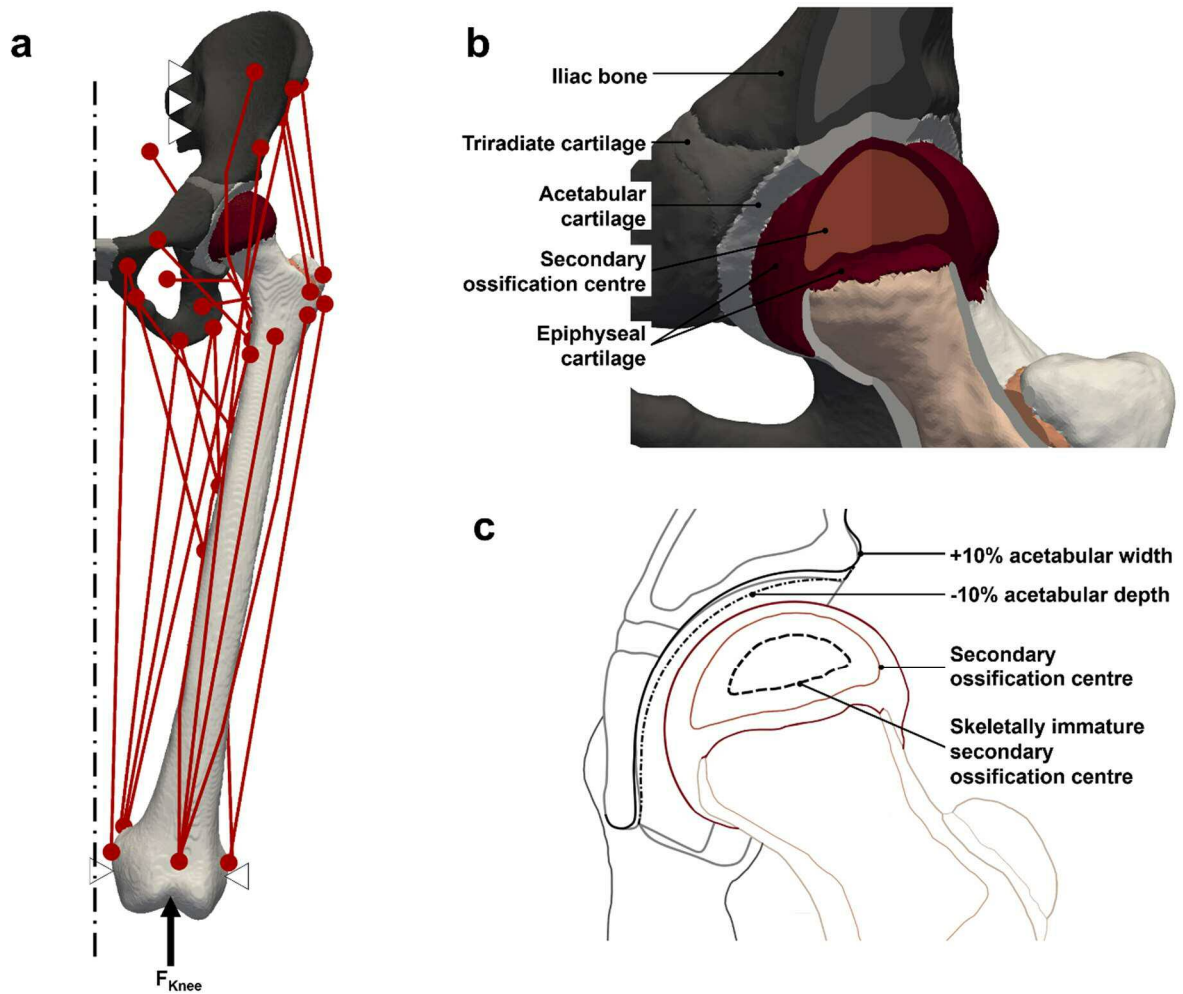 a
F_Knee
b
Iliac bone
Triradiate cartilage
Acetabular
cartilage
Secondary
ossification centre
Epiphyseal
cartilage
c
+10% acetabular width
-10% acetabular depth
Secondary
ossification centre
Skeletally immature
secondary
ossification centre